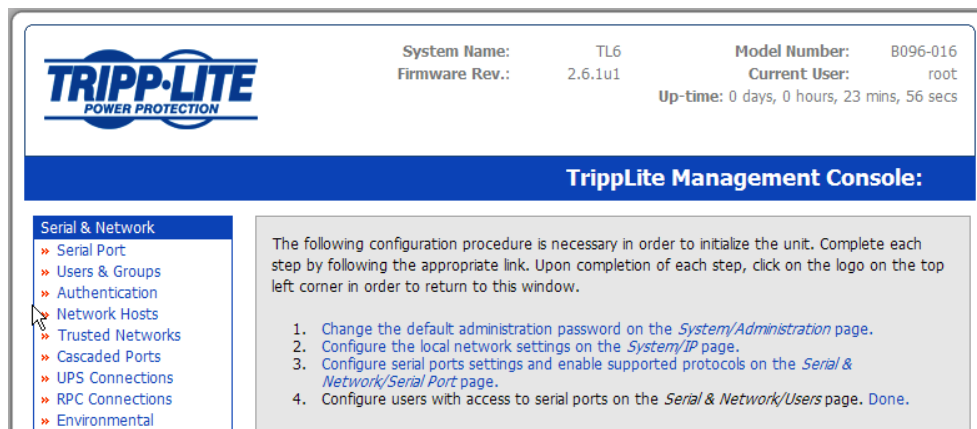 TRIPP·LITE
POWER PROTECTION
System Name: TL6 Model Number: B096-016
Firmware Rev.: 2.6.1u1 Current User: root
Up-time: 0 days, 0 hours, 23 mins, 56 secs
TrippLite Management Console:
Serial & Network
» Serial Port
» Users & Groups
» Authentication
» Network Hosts
» Trusted Networks
» Cascaded Ports
» UPS Connections
» RPC Connections
» Environmental
The following configuration procedure is necessary in order to initialize the unit. Complete each
step by following the appropriate link. Upon completion of each step, click on the logo on the top
left corner in order to return to this window.
1. Change the default administration password on the System/Administration page.
2. Configure the local network settings on the System/IP page.
3. Configure serial ports settings and enable supported protocols on the Serial &
Network/Serial Port page.
4. Configure users with access to serial ports on the Serial & Network/Users page. Done.